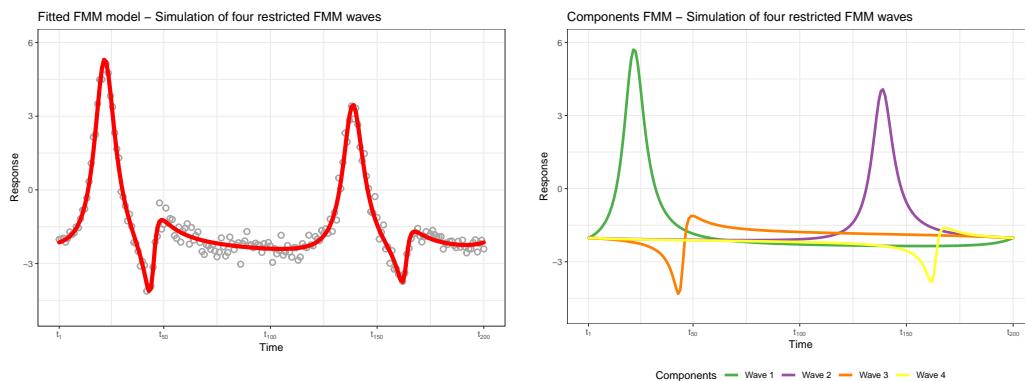 Fitted FMM model – Simulation of four restricted FMM waves
6
3
0
−3
Response
t1
t50
t100
t150
t200
Time
Components FMM – Simulation of four restricted FMM waves
6
3
0
−3
Response
t1
t50
t100
t150
t200
Time
Components Wave 1 Wave 2 Wave 3 Wave 4